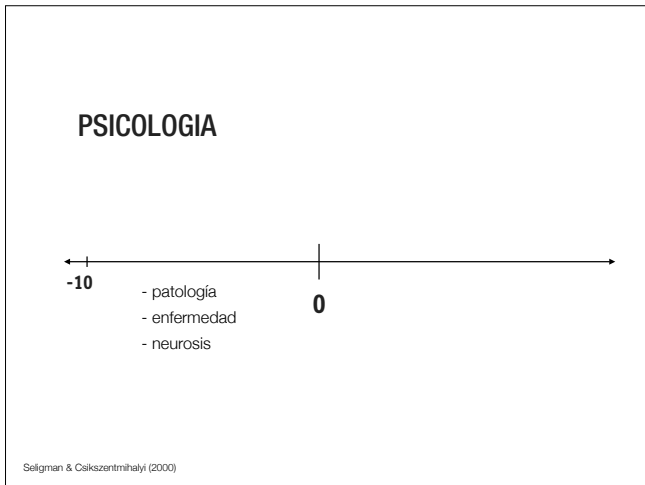 PSICOLOGIA
-10
0
- patología
- enfermedad
- neurosis
Seligman & Csikszentmihalyi (2000)